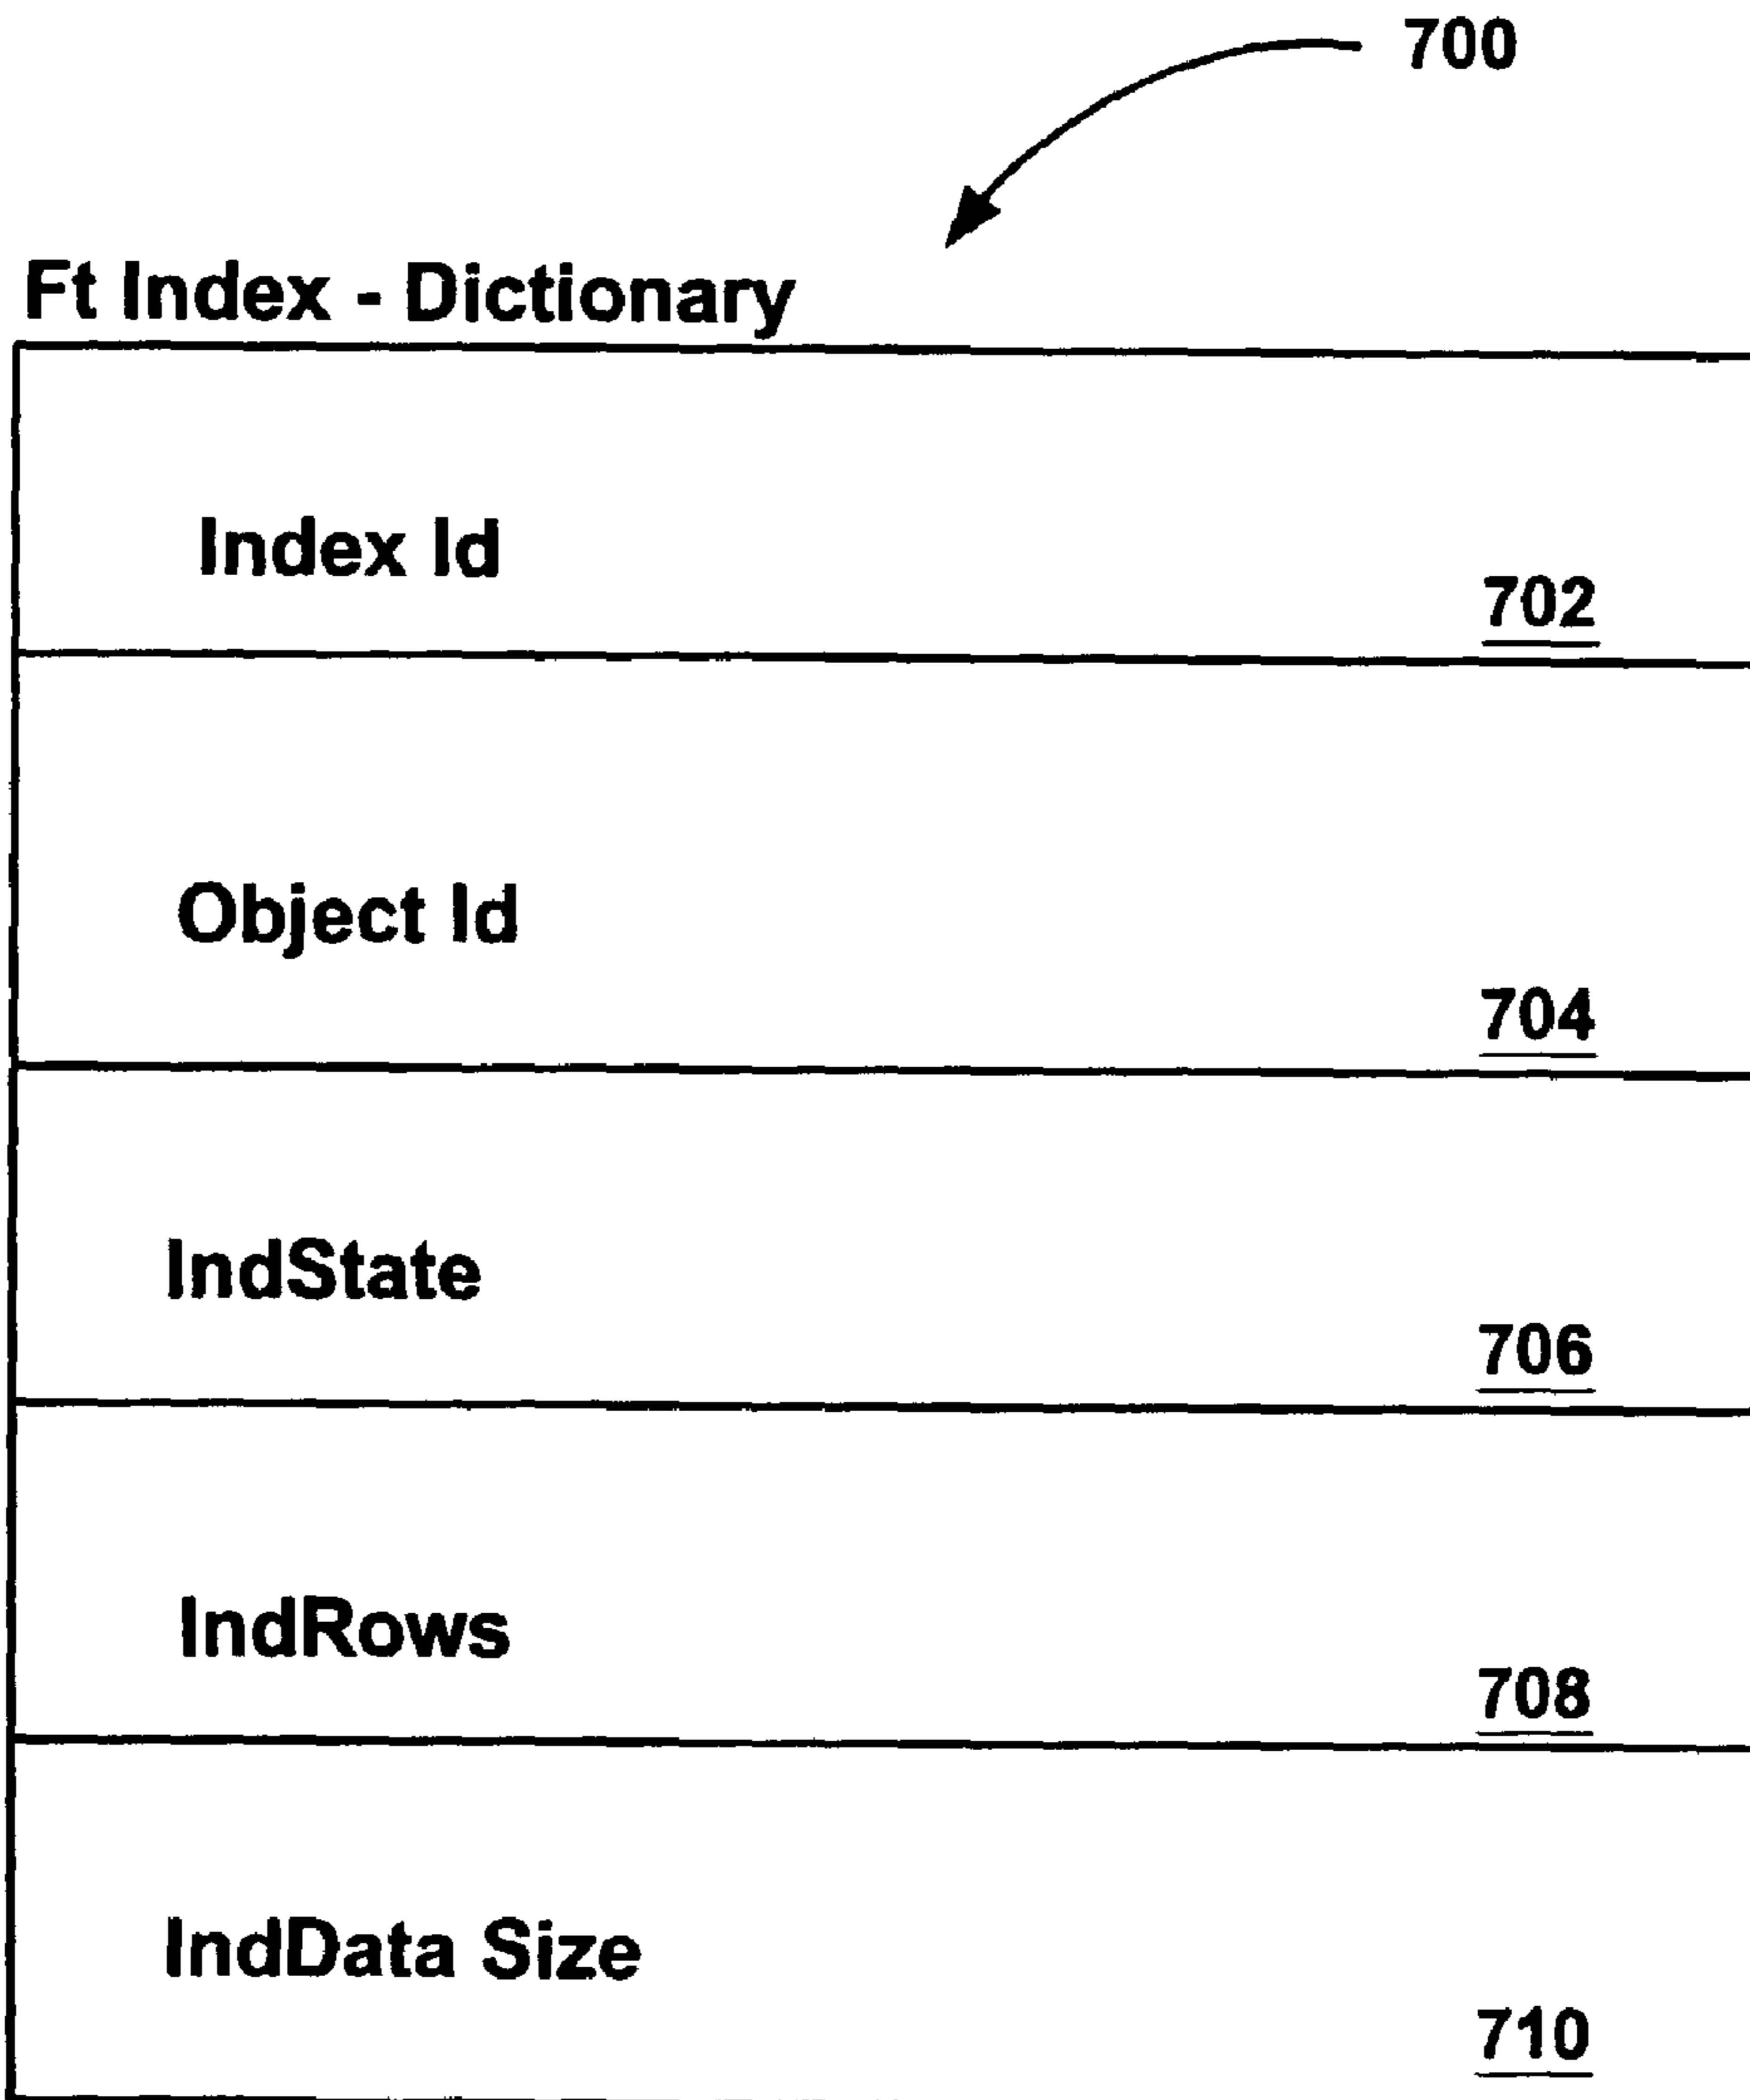 700
Ft Index - Dictionary
Index Id
702
Object Id
704
IndState
706
IndRows
708
IndData Size
710